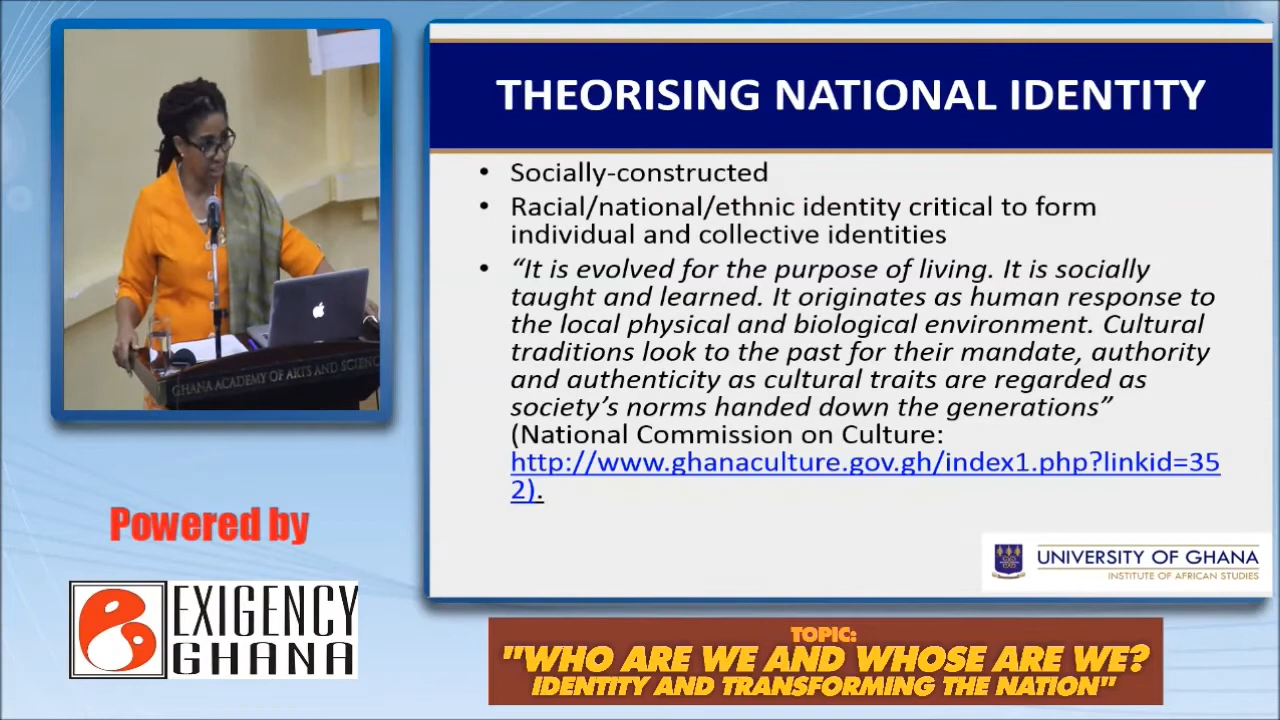 THEORISING NATIONAL IDENTITY
• Socially-constructed
• Racial/national/ethnic identity critical to form
individual and collective identities
• “It is evolved for the purpose of living. It is socially
taught and learned. It originates as human response to
the local physical and biological environment. Cultural
traditions look to the past for their mandate, authority
and authenticity as cultural traits are regarded as
society’s norms handed down the generations”
(National Commission on Culture:
http://www.ghanaculture.gov.gh/index1.php?linkid=35
2).
UNIVERSITY OF GHANA
INSTITUTE OF AFRICAN STUDIES
GHANA ACADEMY OF ARTS AND SCIENC
Powered by
EXIGENCY
GHANA
TOPIC:
"WHO ARE WE AND WHOSE ARE WE?
IDENTITY AND TRANSFORMING THE NATION"